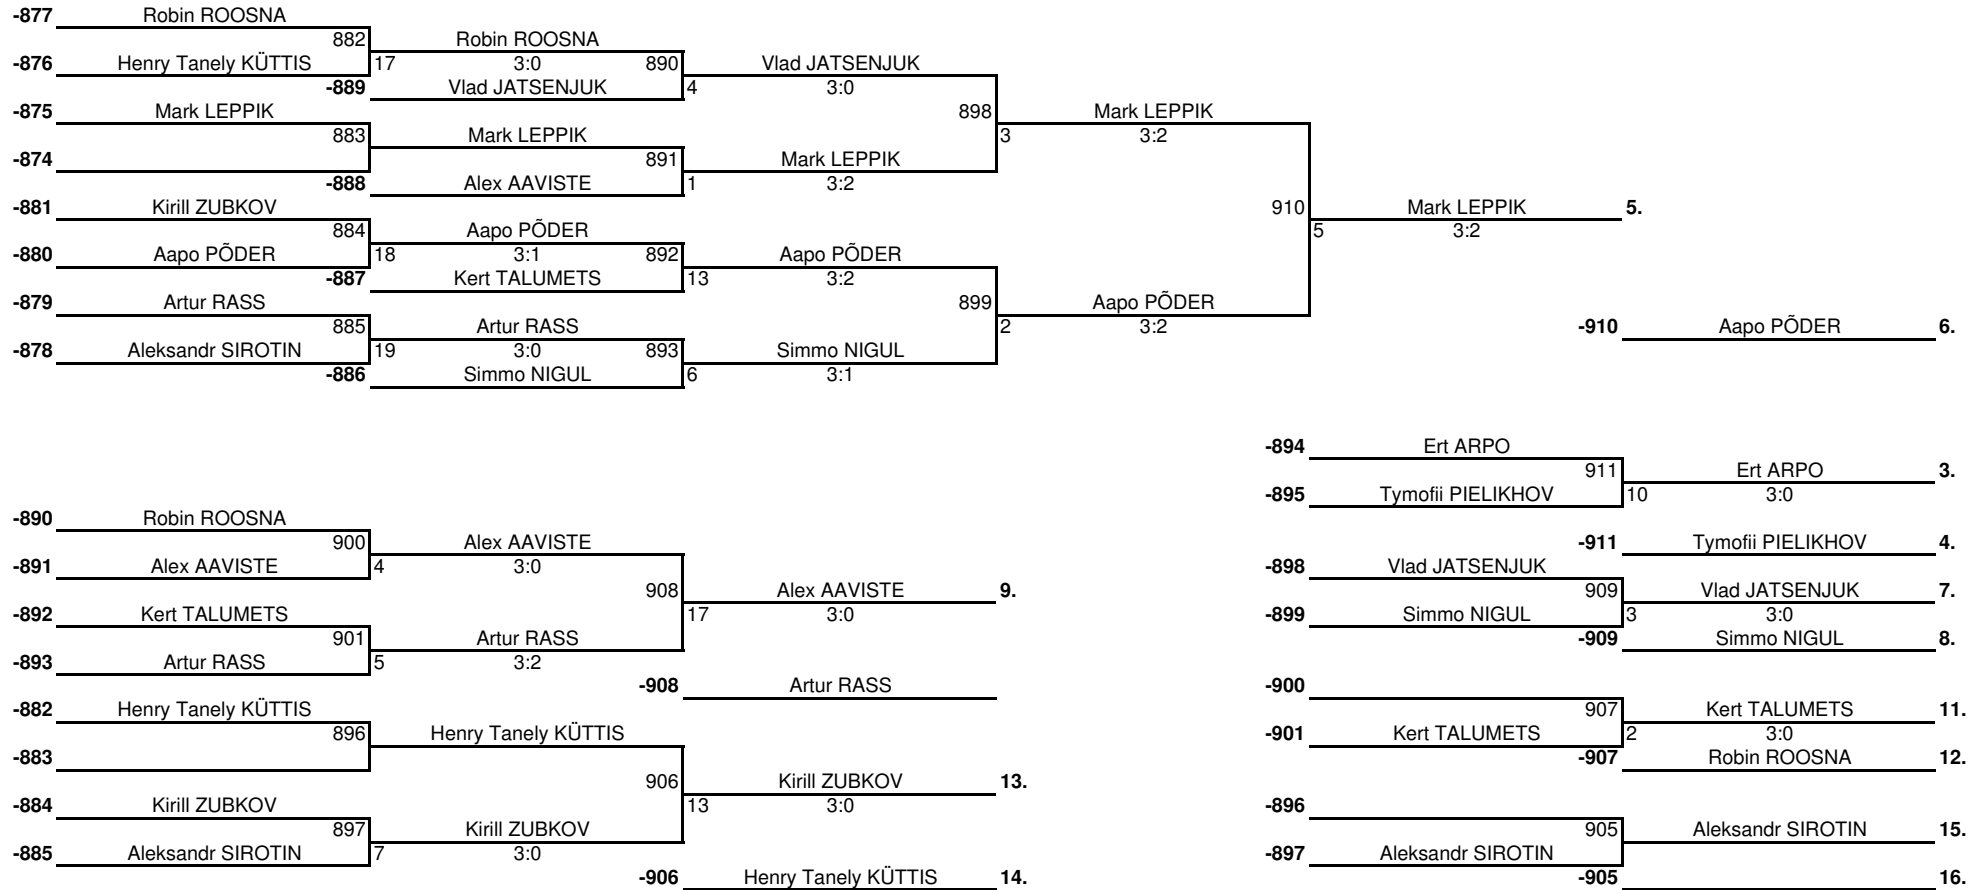 -877 Robin ROOSNA
882 Robin ROOSNA
-876 Henry Tanely KÜTTIS 17 3:0 890 Vlad JATSENJUK
-889 Vlad JATSENJUK 4 3:0
-875 Mark LEPPIK 898 Mark LEPPIK
883 Mark LEPPIK 3 3:2
-874 891 Mark LEPPIK
-888 Alex AAVISTE 1 3:2
-881 Kirill ZUBKOV 910 Mark LEPPIK 5.
884 Aapo PÕDER 5 3:2
-880 Aapo PÕDER 18 3:1 892 Aapo PÕDER
-887 Kert TALUMETS 13 3:2
-879 Artur RASS 899 Aapo PÕDER
885 Artur RASS 2 3:2 -910 Aapo PÕDER 6.
-878 Aleksandr SIROTIN 19 3:0 893 Simmo NIGUL
-886 Simmo NIGUL 6 3:1
-894 Ert ARPO
911 Ert ARPO 3.
-895 Tymofii PIELIKHOV 10 3:0
-890 Robin ROOSNA
900 Alex AAVISTE -911 Tymofii PIELIKHOV 4.
-891 Alex AAVISTE 4 3:0 -898 Vlad JATSENJUK
908 Alex AAVISTE 9. 909 Vlad JATSENJUK 7.
-892 Kert TALUMETS 17 3:0 -899 Simmo NIGUL 3 3:0
901 Artur RASS -909 Simmo NIGUL 8.
-893 Artur RASS 5 3:2
-908 Artur RASS -900
-882 Henry Tanely KÜTTIS 907 Kert TALUMETS 11.
896 Henry Tanely KÜTTIS -901 Kert TALUMETS 2 3:0
-883 -907 Robin ROOSNA 12.
906 Kirill ZUBKOV 13.
-884 Kirill ZUBKOV 13 3:0 -896
897 Kirill ZUBKOV 905 Aleksandr SIROTIN 15.
-885 Aleksandr SIROTIN 7 3:0 -897 Aleksandr SIROTIN
-906 Henry Tanely KÜTTIS 14. -905 16.